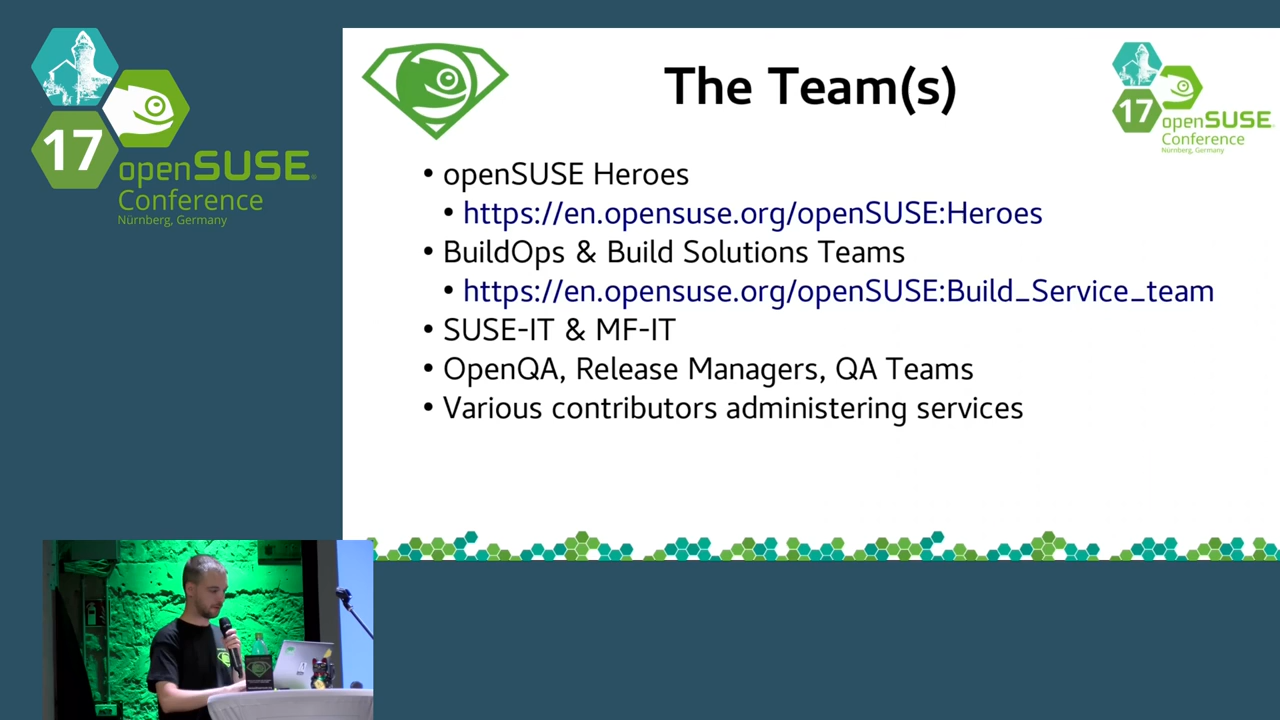 17
openSUSE
Conference
Nürnberg, Germany
The Team(s)
17
openSUSE
Conference
Nürnberg, Germany
• openSUSE Heroes
• https://en.opensuse.org/openSUSE:Heroes
• BuildOps & Build Solutions Teams
• https://en.opensuse.org/openSUSE:Build_Service_team
• SUSE-IT & MF-IT
• OpenQA, Release Managers, QA Teams
• Various contributors administering services